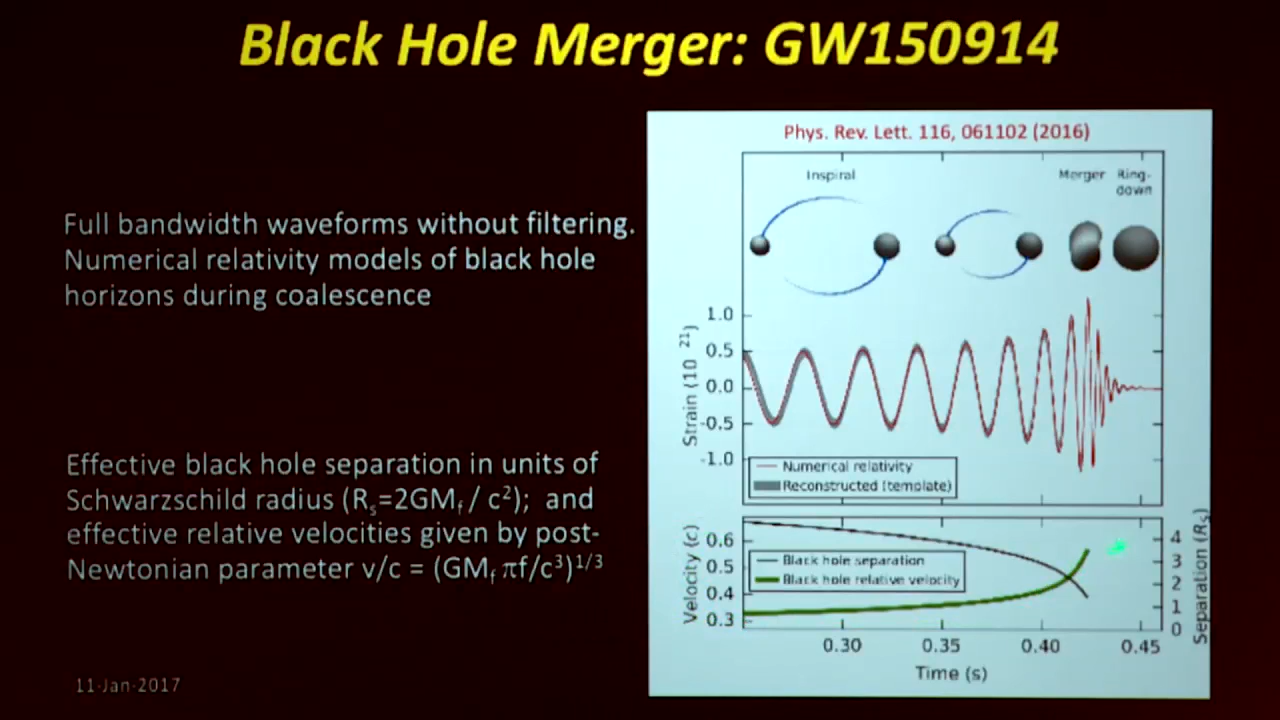 Black Hole Merger: GW150914
Full bandwidth waveforms without filtering.
Numerical relativity models of black hole
horizons during coalescence
Effective black hole separation in units of
Schwarzschild radius (Rₛ=2GM_f / c²); and
effective relative velocities given by post-
Newtonian parameter v/c = (GM_f πf/c³)^1/3
11-Jan-2017
Phys. Rev. Lett. 116, 061102 (2016)
Inspiral
Merger
Ring-
down
Strain (10⁻²¹)
1.0
0.5
0.0
-0.5
-1.0
Numerical relativity
Reconstructed (template)
Velocity (c)
0.6
0.5
0.4
0.3
Black hole separation
Black hole relative velocity
4
3
2
1
0
Separation (Rₛ)
0.30 0.35 0.40 0.45
Time (s)